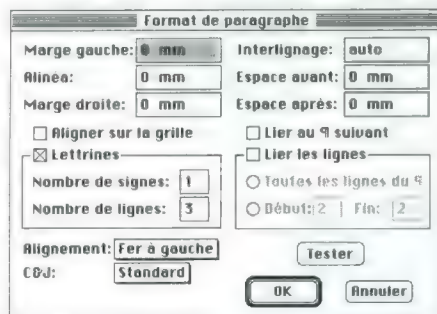 Format de paragraphe
Marge gauche: 0 mm Interlignage: auto
Alinéa: 0 mm Espace avant: 0 mm
Marge droite: 0 mm Espace après: 0 mm
Aligner sur la grille Lier au ¶ suivant
Lettrines Lier les lignes
Nombre de signes: 1 Toutes les lignes du ¶
Nombre de lignes: 3 Début: 2 Fin: 2
Alignement: Fer à gauche Tester
C&J: Standard
OK Annuler